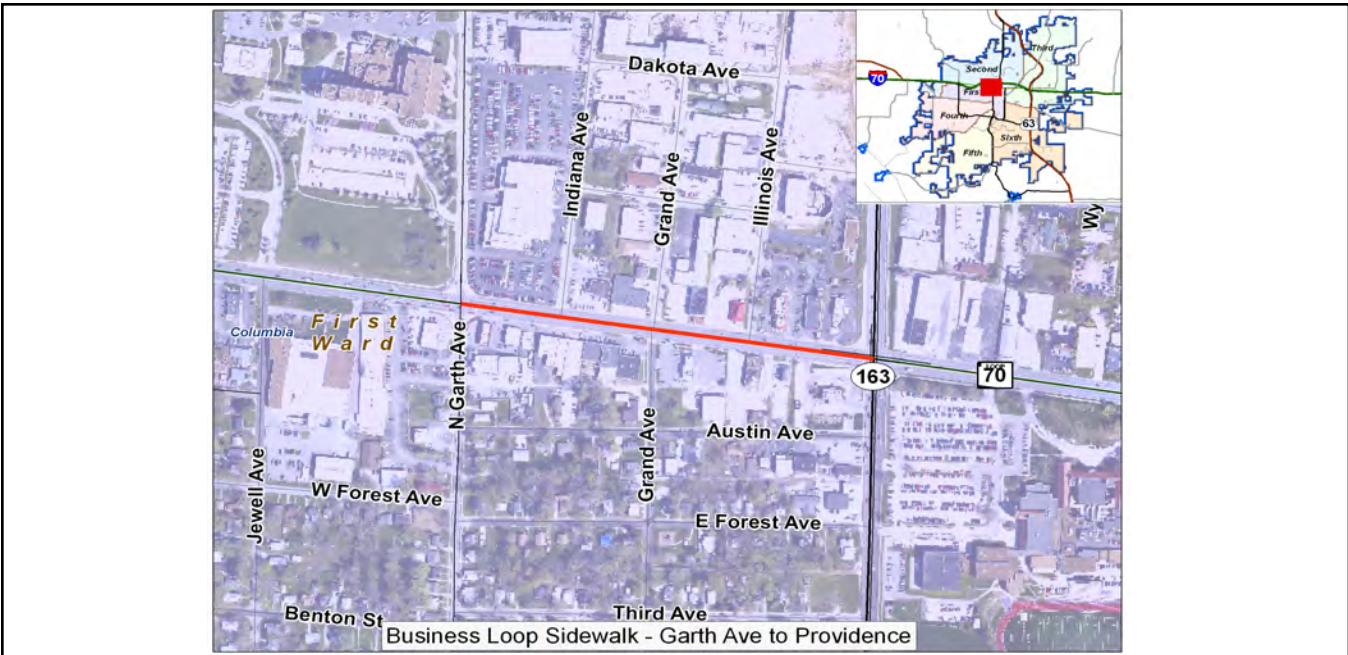 Dakota Ave
Indiana Ave
Grand Ave
Illinois Ave
Second
Third
70
First
Fourth
63
Sixth
Fifth
Wy
Columbia
First
Ward
N Garth Ave
163
70
Austin Ave
Grand Ave
Jewell Ave
W Forest Ave
E Forest Ave
Benton St
Third Ave
Business Loop Sidewalk - Garth Ave to Providence